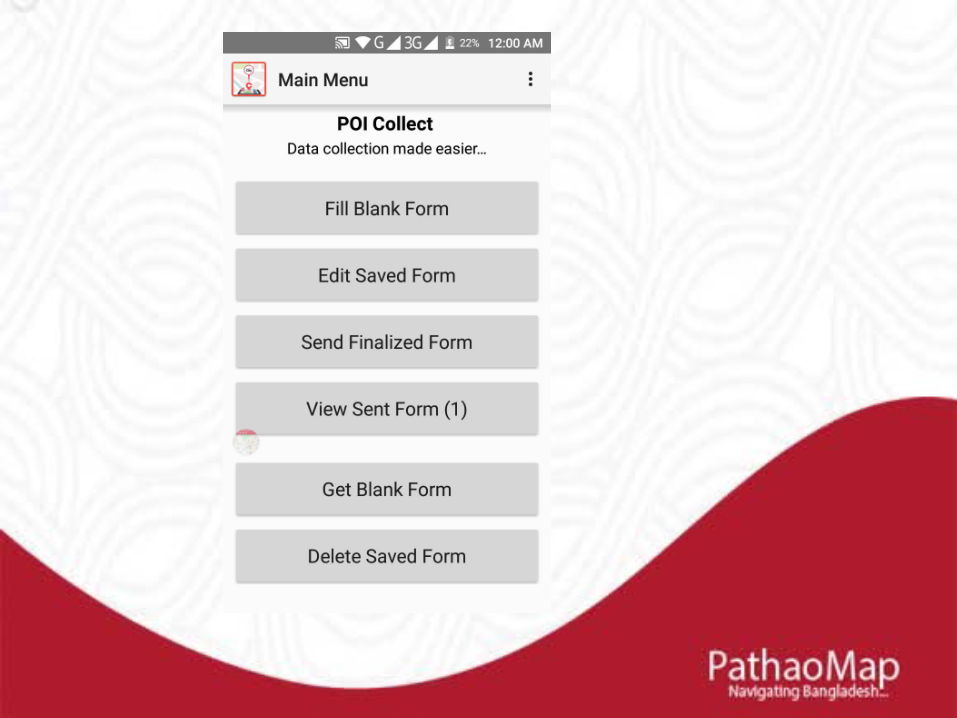 G 3G 22% 12:00 AM
Main Menu
POI Collect
Data collection made easier...
Fill Blank Form
Edit Saved Form
Send Finalized Form
View Sent Form (1)
Get Blank Form
Delete Saved Form
PathaoMap
Navigating Bangladesh...